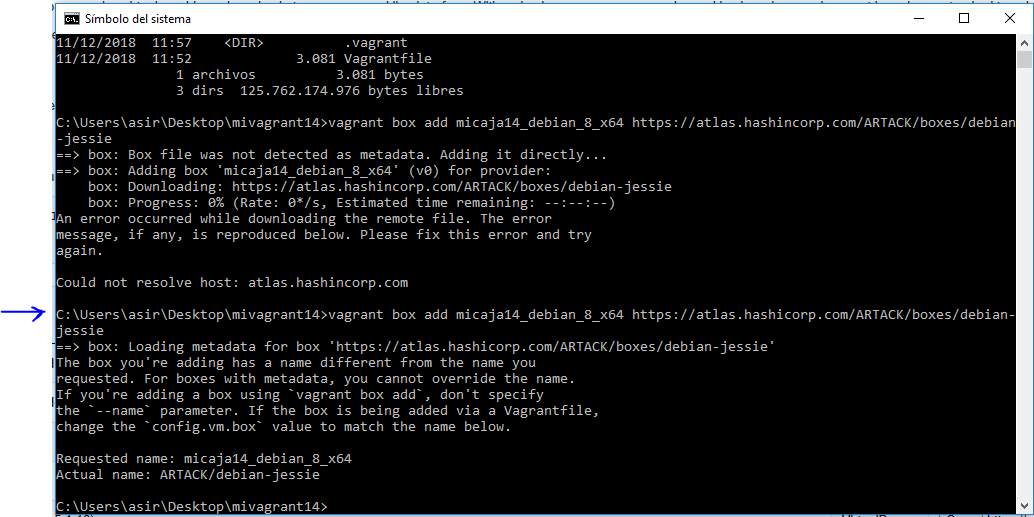 Símbolo del sistema
11/12/2018  11:57    <DIR>          .vagrant
11/12/2018  11:52             3.081 Vagrantfile
               1 archivos          3.081 bytes
               3 dirs  125.762.174.976 bytes libres
C:\Users\asir\Desktop\mivagrant14>vagrant box add micaja14_debian_8_x64 https://atlas.hashincorp.com/ARTACK/boxes/debian
-jessie
==> box: Box file was not detected as metadata. Adding it directly...
==> box: Adding box 'micaja14_debian_8_x64' (v0) for provider:
    box: Downloading: https://atlas.hashincorp.com/ARTACK/boxes/debian-jessie
    box: Progress: 0% (Rate: 0*/s, Estimated time remaining: --:--:--)
An error occurred while downloading the remote file. The error
message, if any, is reproduced below. Please fix this error and try
again.
Could not resolve host: atlas.hashincorp.com
C:\Users\asir\Desktop\mivagrant14>vagrant box add micaja14_debian_8_x64 https://atlas.hashicorp.com/ARTACK/boxes/debian-
jessie
==> box: Loading metadata for box 'https://atlas.hashicorp.com/ARTACK/boxes/debian-jessie'
The box you're adding has a name different from the name you
requested. For boxes with metadata, you cannot override the name.
If you're adding a box using `vagrant box add`, don't specify
the `--name` parameter. If the box is being added via a Vagrantfile,
change the `config.vm.box` value to match the name below.
Requested name: micaja14_debian_8_x64
Actual name: ARTACK/debian-jessie
C:\Users\asir\Desktop\mivagrant14>